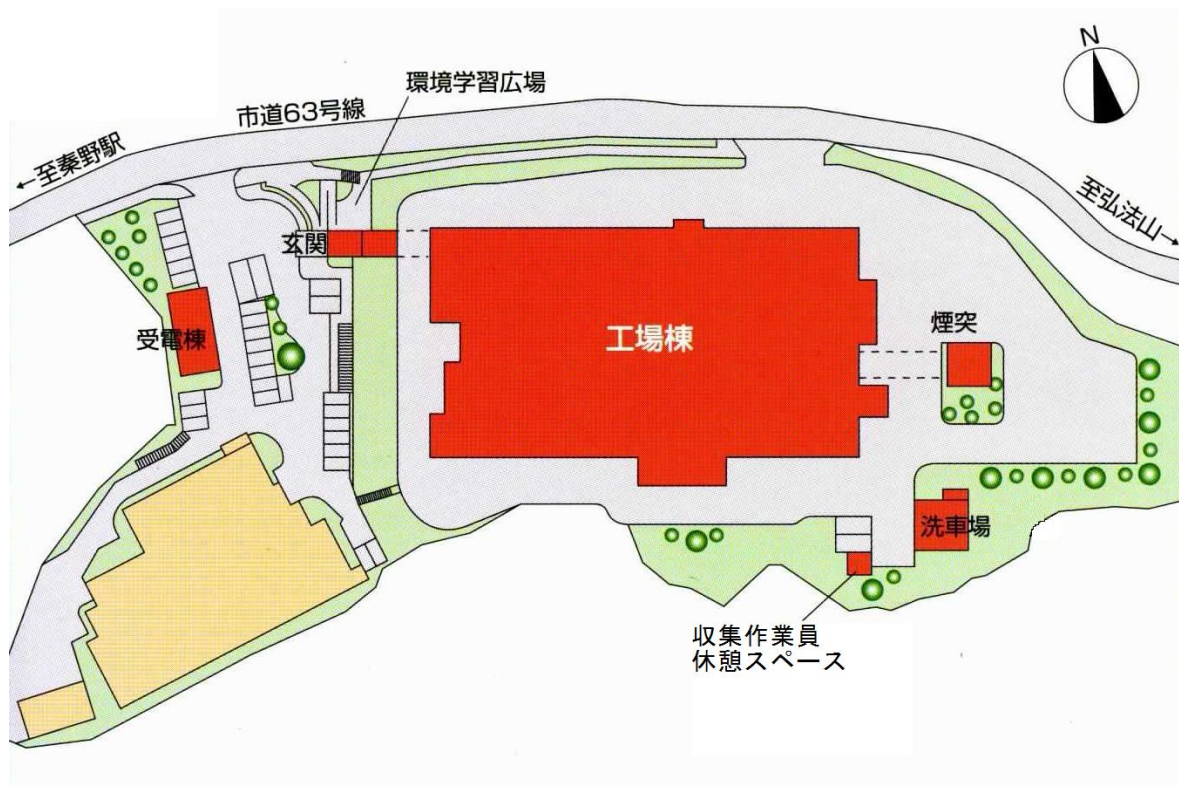 N
環境学習広場
市道63号線
←至秦野駅
至弘法山→
玄関
受電棟
工場棟
煙突
洗車場
収集作業員
休憩スペース